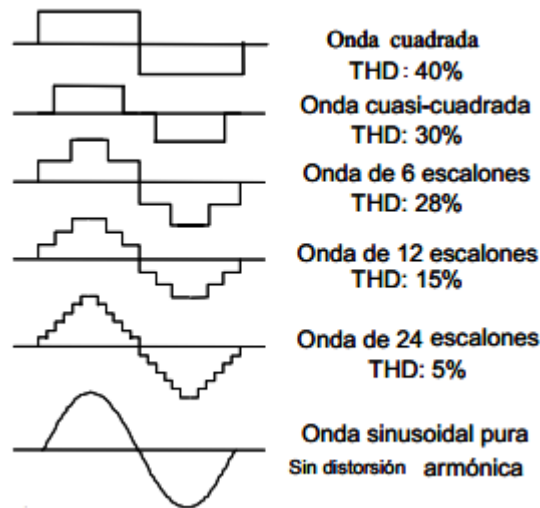 Onda cuadrada
THD: 40%
Onda cuasi-cuadrada
THD: 30%
Onda de 6 escalones
THD: 28%
Onda de 12 escalones
THD: 15%
Onda de 24 escalones
THD: 5%
Onda sinusoidal pura
Sin distorsión armónica